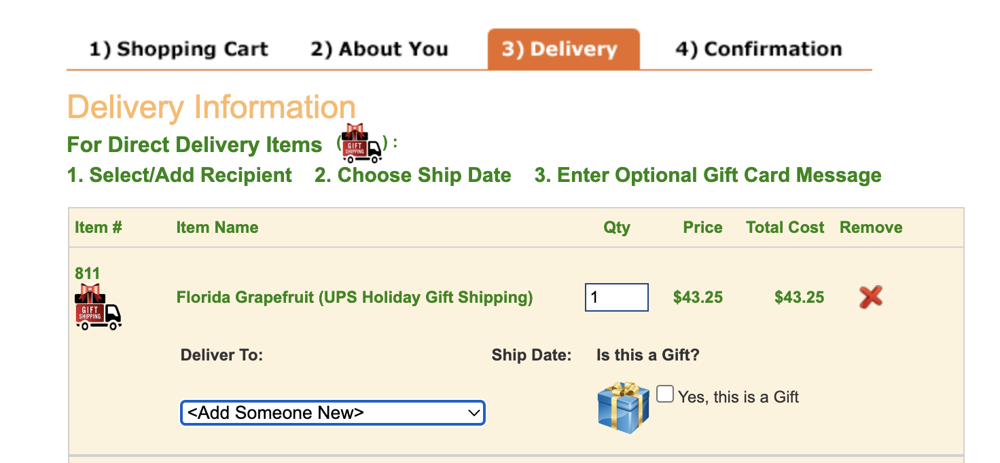 1) Shopping Cart 2) About You 3) Delivery 4) Confirmation
Delivery Information
For Direct Delivery Items (GIFT SHIPPING) :
1. Select/Add Recipient 2. Choose Ship Date 3. Enter Optional Gift Card Message
Item # Item Name Qty Price Total Cost Remove
811
GIFT
SHIPPING
Florida Grapefruit (UPS Holiday Gift Shipping) 1 $43.25 $43.25
Deliver To: Ship Date: Is this a Gift?
<Add Someone New> Yes, this is a Gift